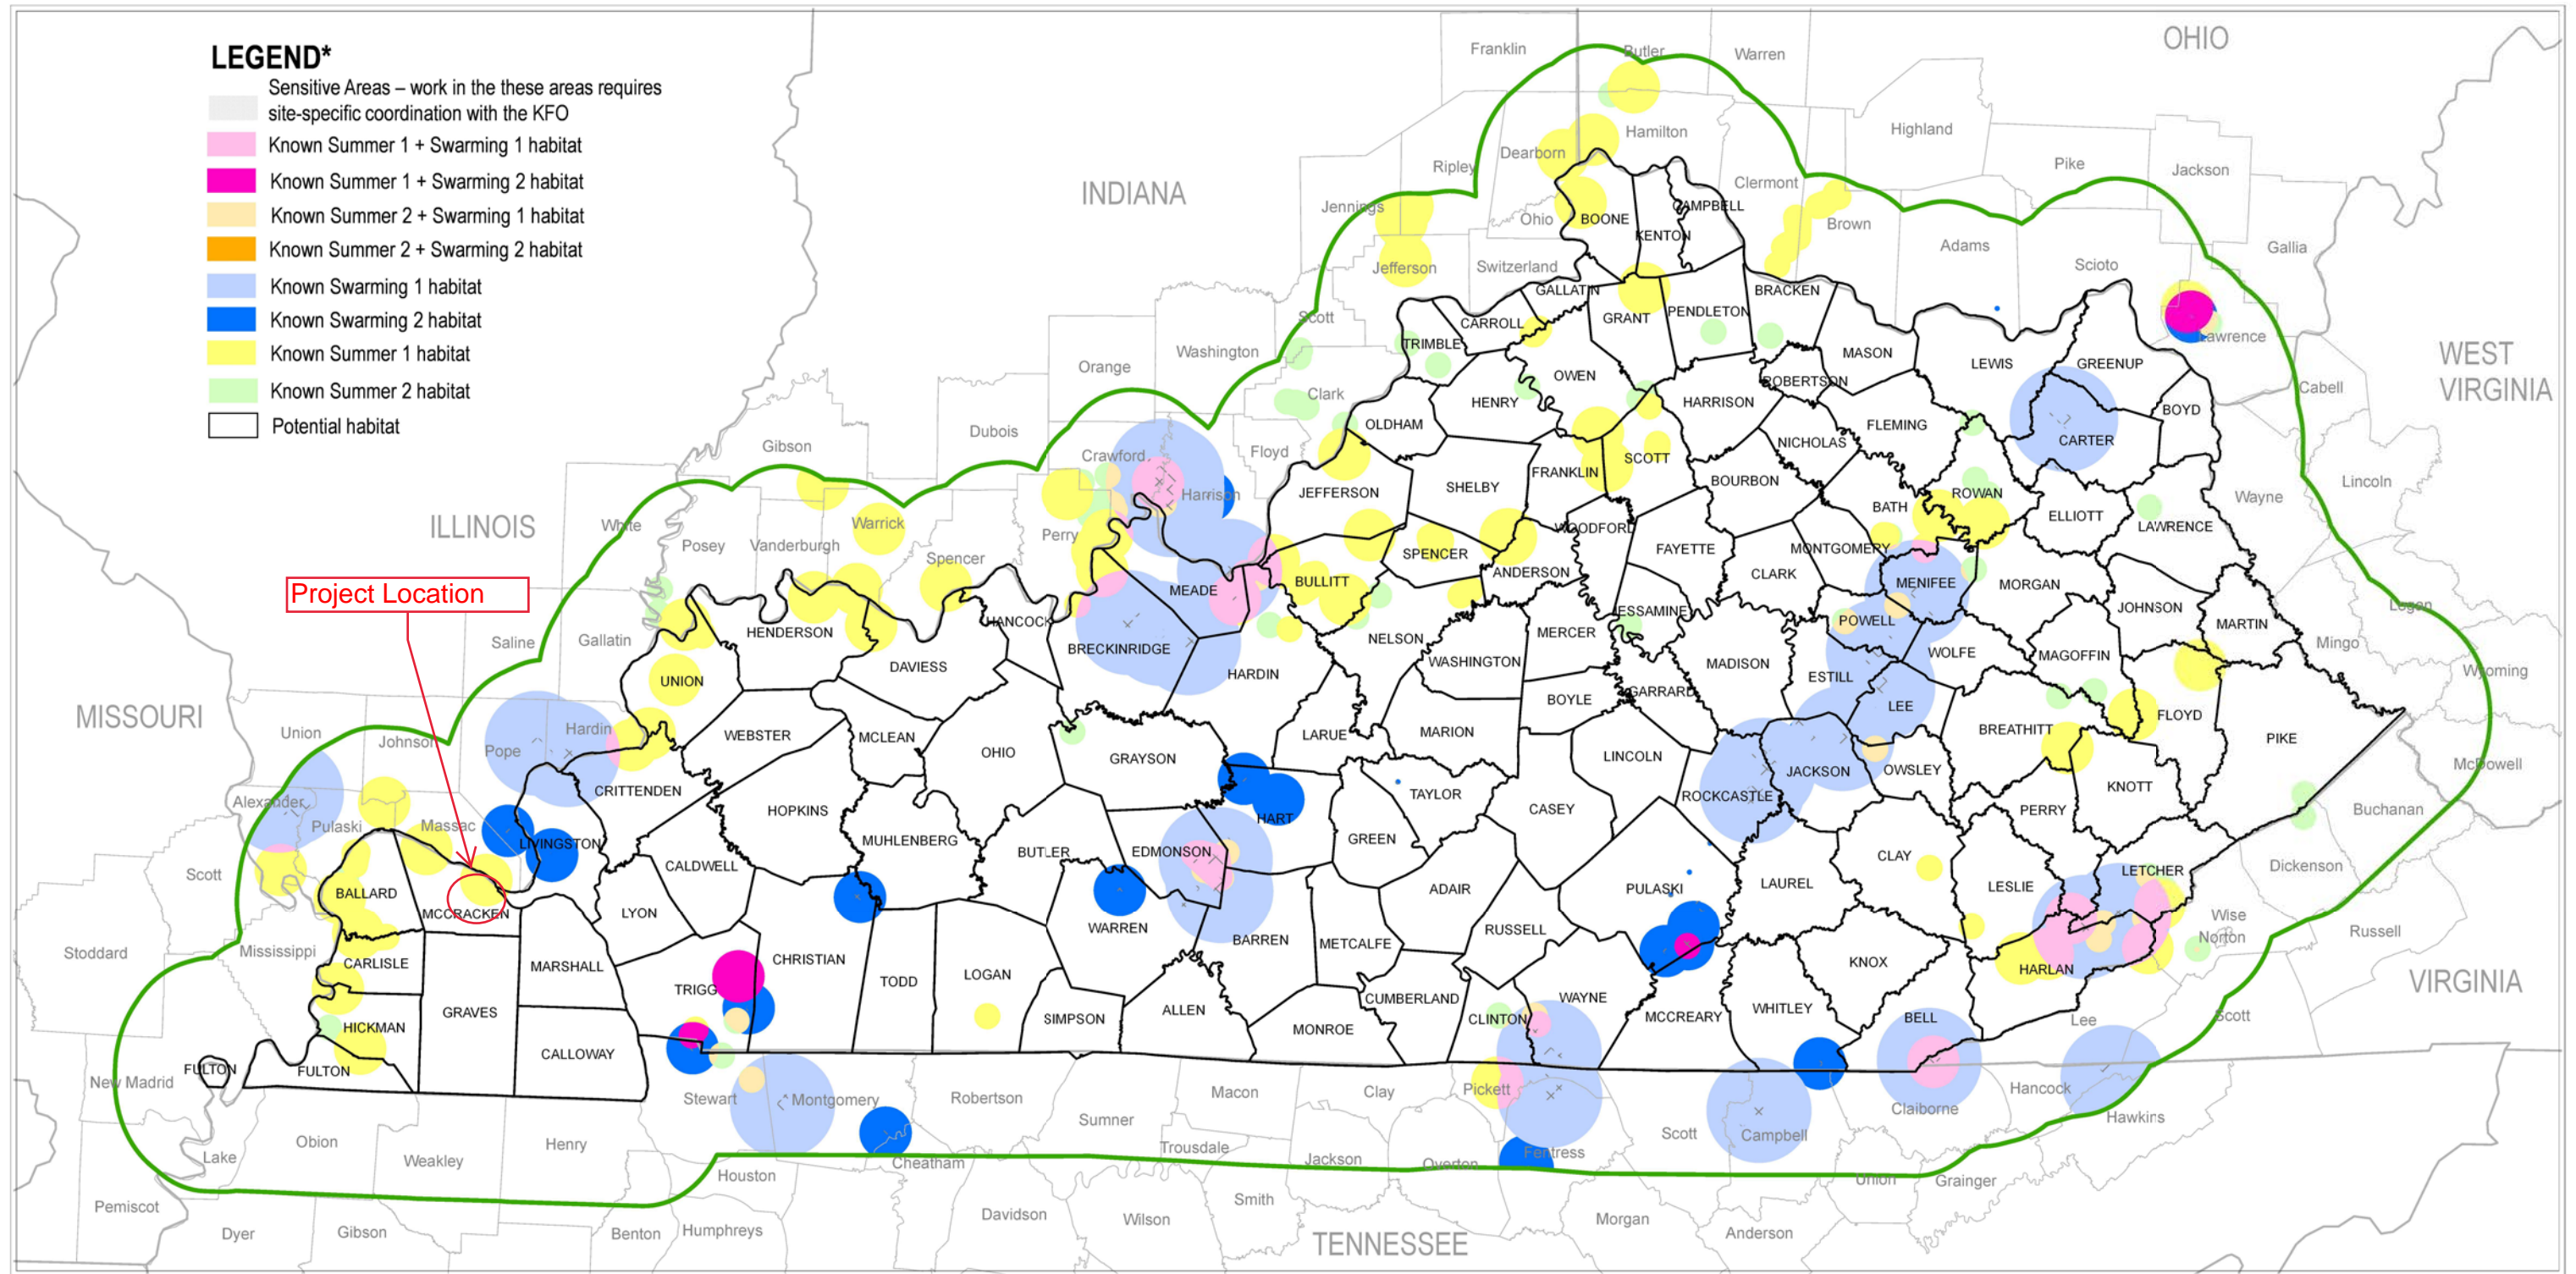 LEGEND*
Sensitive Areas – work in the these areas requires
site-specific coordination with the KFO
Known Summer 1 + Swarming 1 habitat
Known Summer 1 + Swarming 2 habitat
Known Summer 2 + Swarming 1 habitat
Known Summer 2 + Swarming 2 habitat
Known Swarming 1 habitat
Known Swarming 2 habitat
Known Summer 1 habitat
Known Summer 2 habitat
Potential habitat
Project Location
OHIO
INDIANA
ILLINOIS
MISSOURI
WEST
VIRGINIA
VIRGINIA
TENNESSEE
Franklin
Butler
Warren
Hamilton
Highland
Dearborn
Ripley
Pike
Jackson
Clermont
Jennings
Ohio
Brown
Adams
Gallia
Jefferson
Switzerland
Scioto
Scott
Lawrence
Washington
Orange
Clark
Cabell
Dubois
Gibson
Floyd
Crawford
Harrison
Lincoln
Wayne
White
Warrick
Posey
Vanderburgh
Perry
Spencer
Logan
Saline
Gallatin
Mingo
Wyoming
Union
Johnson
Pope
Hardin
McDowell
Alexander
Pulaski
Massac
Buchanan
Scott
Dickenson
Stoddard
Mississippi
Wise
Norton
Russell
Lee
Scott
New Madrid
Stewart
Montgomery
Robertson
Macon
Clay
Pickett
Claiborne
Hancock
Hawkins
Obion
Henry
Sumner
Trousdale
Scott
Campbell
Lake
Weakley
Houston
Cheatham
Jackson
Overton
Fentress
Union
Grainger
Pemiscot
Dyer
Gibson
Benton
Humphreys
Davidson
Wilson
Smith
Morgan
Anderson
BOONE
CAMPBELL
KENTON
GALLATIN
GRANT
PENDLETON
BRACKEN
CARROLL
TRIMBLE
MASON
LEWIS
GREENUP
OWEN
ROBERTSON
HENRY
HARRISON
BOYD
OLDHAM
FLEMING
CARTER
NICHOLAS
FRANKLIN
SCOTT
JEFFERSON
SHELBY
BOURBON
ROWAN
BATH
ELLIOTT
LAWRENCE
WOODFORD
FAYETTE
MONTGOMERY
SPENCER
ANDERSON
CLARK
BULLITT
MEADE
MENIFEE
MORGAN
JOHNSON
MARTIN
HENDERSON
HANCOCK
ESSAMINE
POWELL
NELSON
MERCER
BRECKINRIDGE
WASHINGTON
DAVIESS
WOLFE
MAGOFFIN
MADISON
UNION
HARDIN
ESTILL
BOYLE
GARRARD
LEE
FLOYD
BREATHITT
WEBSTER
MCLEAN
LARUE
MARION
PIKE
OHIO
GRAYSON
LINCOLN
JACKSON
OWSLEY
KNOTT
CRITTENDEN
TAYLOR
ROCKCASTLE
HOPKINS
CASEY
PERRY
HART
MUHLENBERG
LIVINGSTON
GREEN
BUTLER
EDMONSON
CLAY
CALDWELL
LETCHER
BALLARD
ADAIR
PULASKI
LAUREL
LESLIE
MCCRACKEN
LYON
WARREN
RUSSELL
BARREN
METCALFE
CARLISLE
MARSHALL
CHRISTIAN
KNOX
HARLAN
TODD
LOGAN
TRIGG
CUMBERLAND
WAYNE
GRAVES
ALLEN
WHITLEY
SIMPSON
CLINTON
MCCREARY
BELL
HICKMAN
MONROE
CALLOWAY
FULTON
FULTON